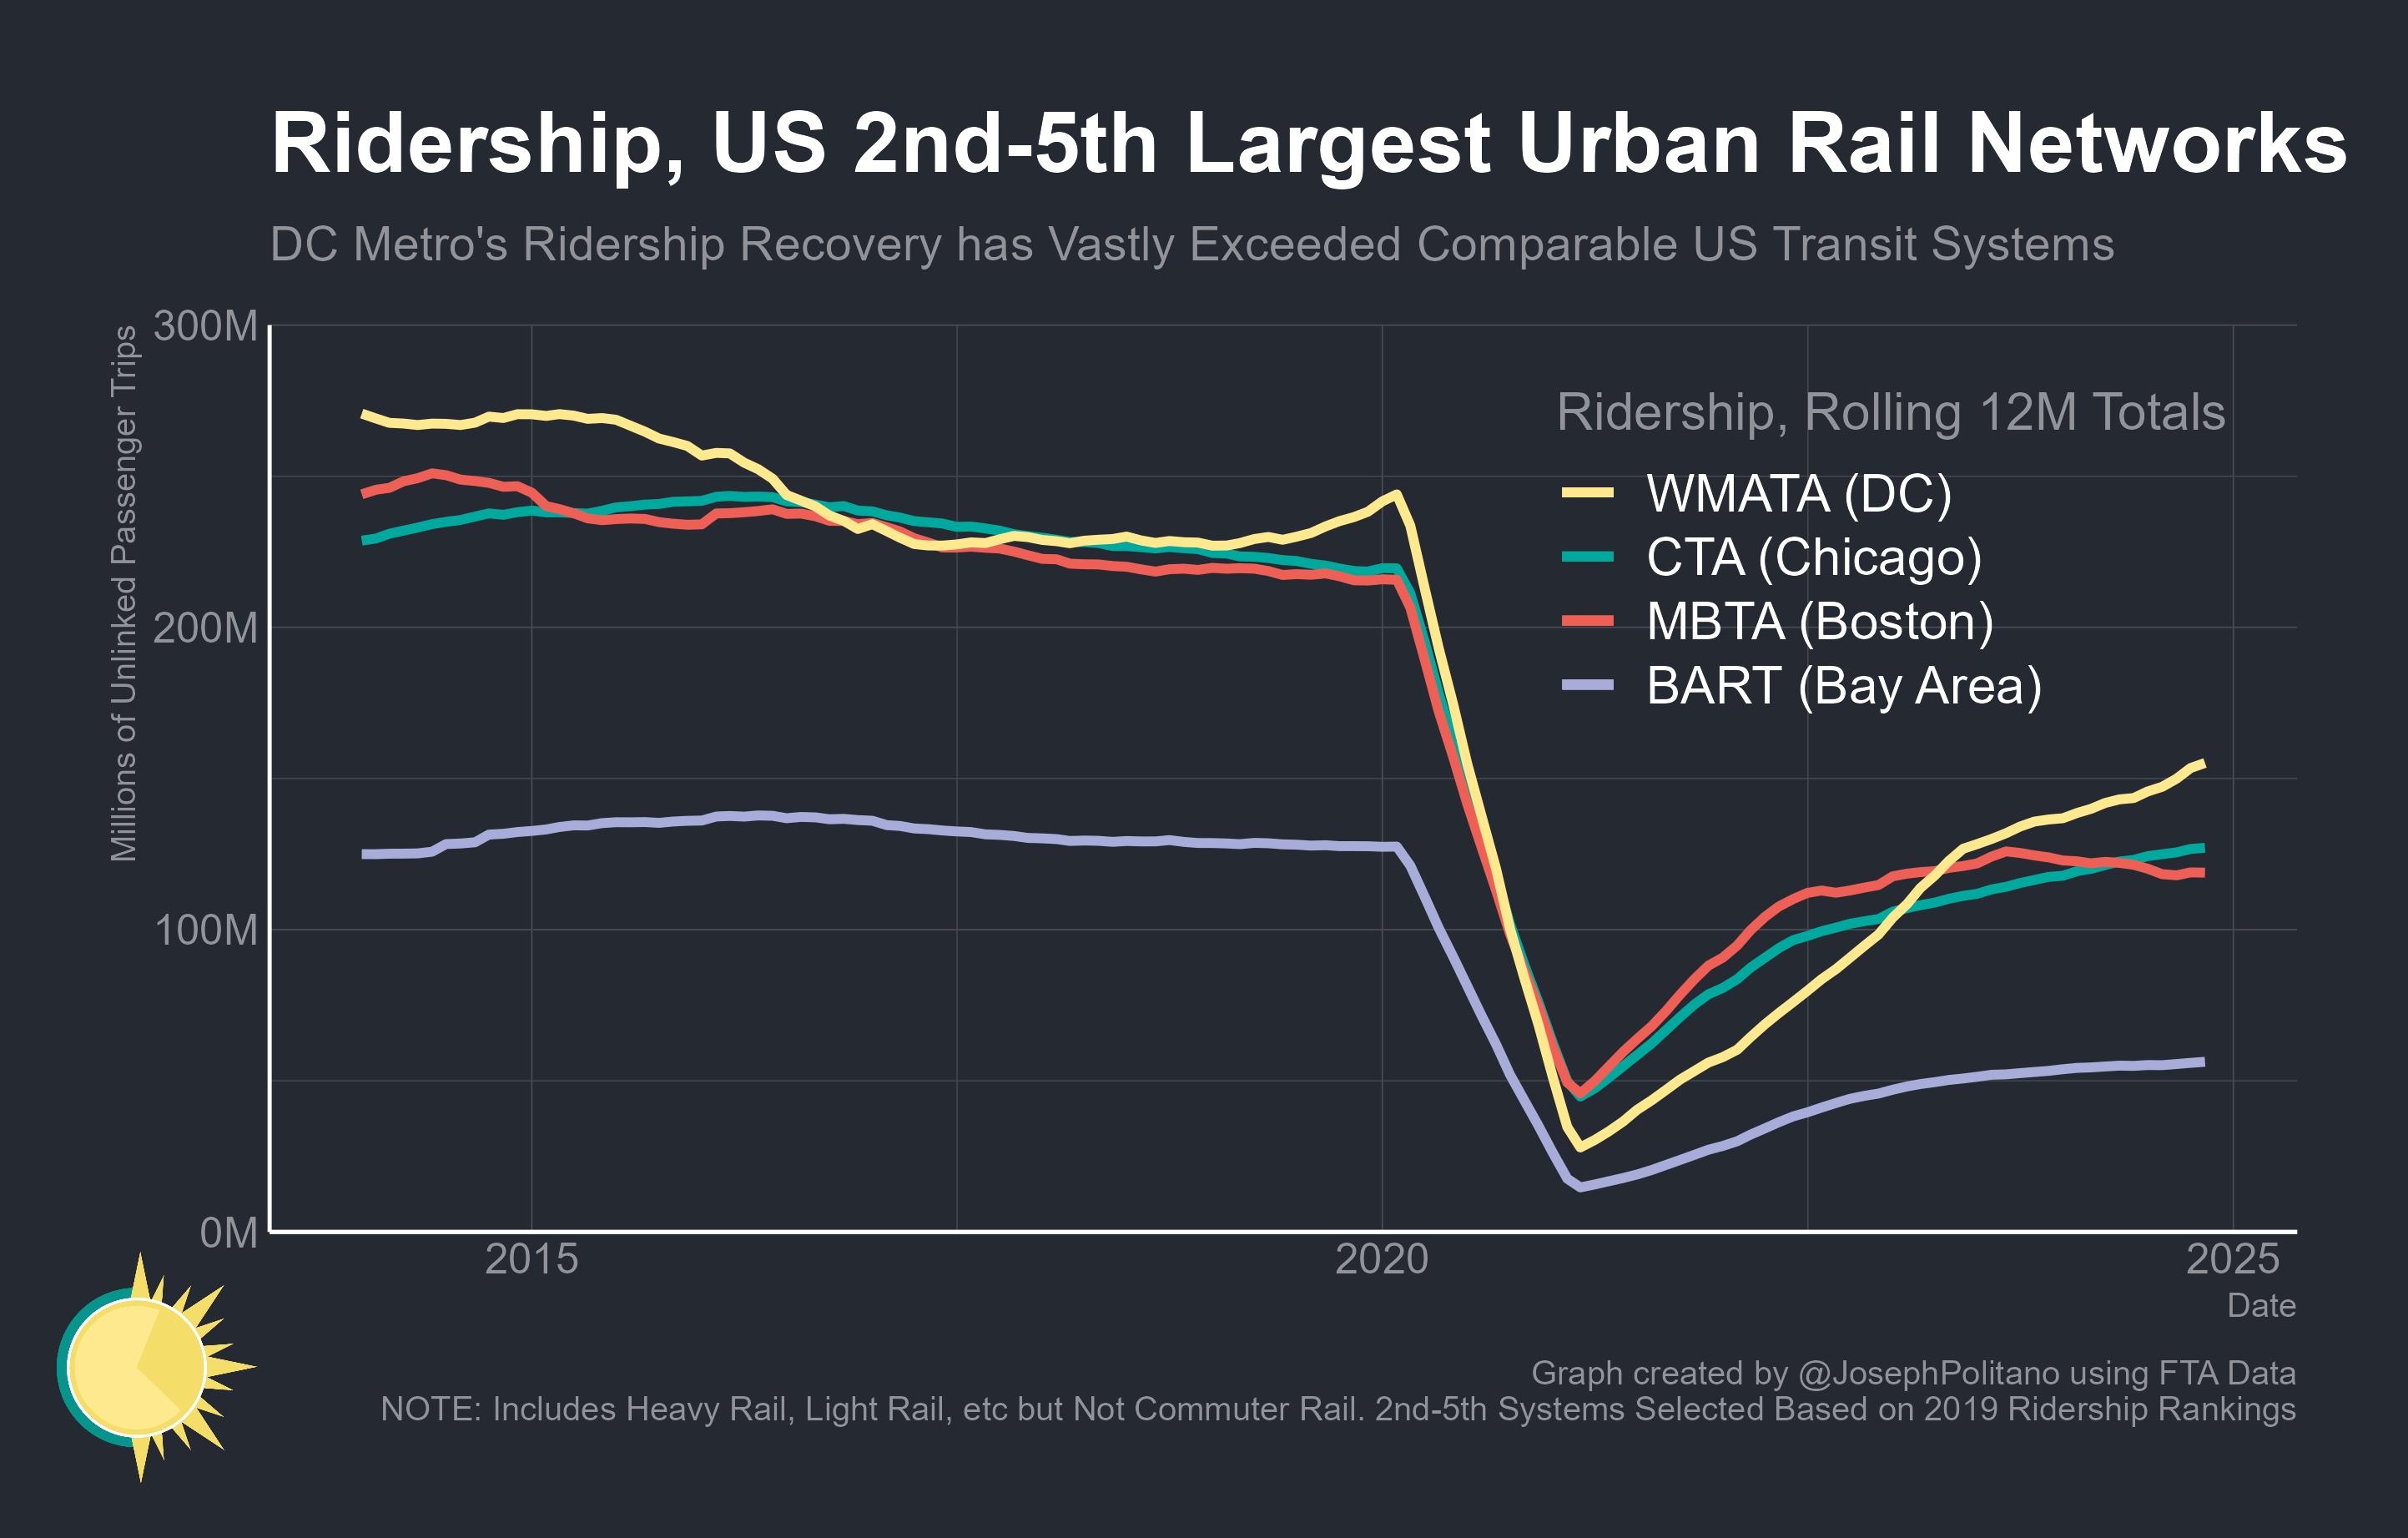 Ridership, US 2nd-5th Largest Urban Rail Networks
DC Metro's Ridership Recovery has Vastly Exceeded Comparable US Transit Systems
Millions of Unlinked Passenger Trips
300M
200M
100M
0M
Ridership, Rolling 12M Totals
WMATA (DC)
CTA (Chicago)
MBTA (Boston)
BART (Bay Area)
2015
2020
2025
Date
Graph created by @JosephPolitano using FTA Data
NOTE: Includes Heavy Rail, Light Rail, etc but Not Commuter Rail. 2nd-5th Systems Selected Based on 2019 Ridership Rankings